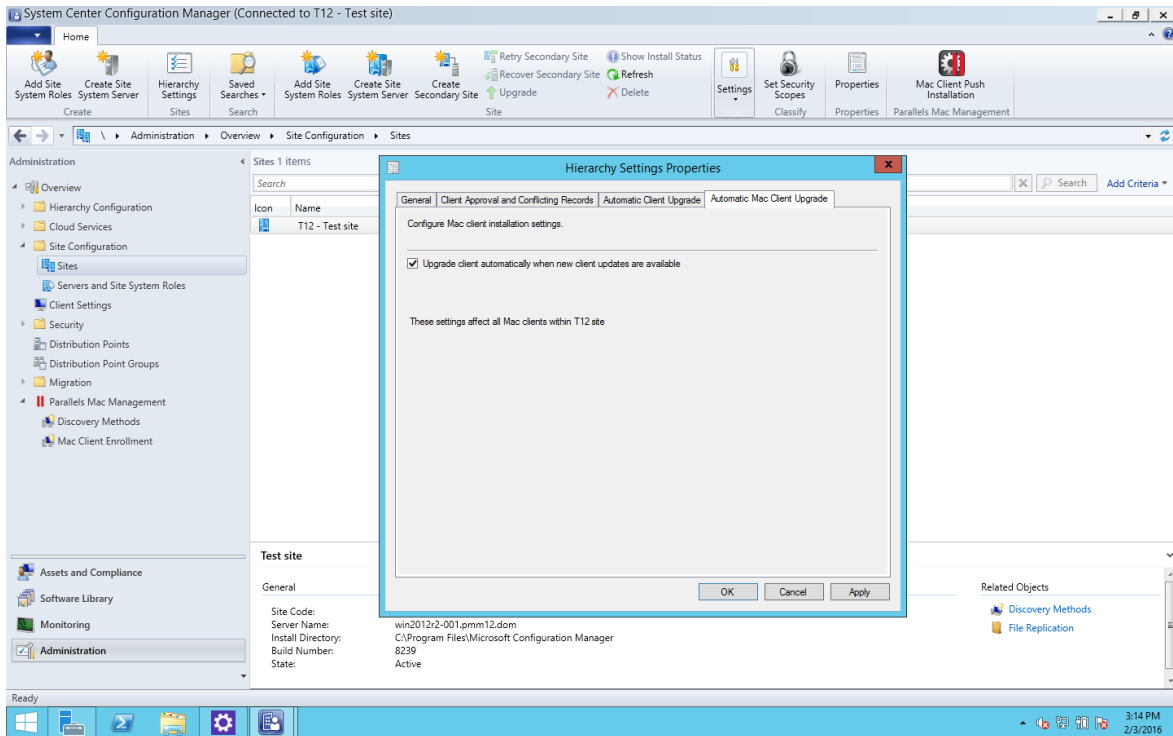 System Center Configuration Manager (Connected to T12 - Test site)
Home
Add Site System Roles
Create Site System Server
Hierarchy Settings
Saved Searches
Add Site System Roles
Create Site System Server
Create Secondary Site
Retry Secondary Site
Recover Secondary Site
Upgrade
Show Install Status
Refresh
Delete
Settings
Set Security Scopes
Properties
Mac Client Push Installation
Create
Sites
Search
Site
Classify
Properties
Parallels Mac Management
\ Administration Overview Site Configuration Sites
Administration
Overview
Hierarchy Configuration
Cloud Services
Site Configuration
Sites
Servers and Site System Roles
Client Settings
Security
Distribution Points
Distribution Point Groups
Migration
Parallels Mac Management
Discovery Methods
Mac Client Enrollment
Assets and Compliance
Software Library
Monitoring
Administration
Sites 1 items
Search
Search
Add Criteria
Icon Name
T12 - Test site
Hierarchy Settings Properties
x
General
Client Approval and Conflicting Records
Automatic Client Upgrade
Automatic Mac Client Upgrade
Configure Mac client installation settings.
Upgrade client automatically when new client updates are available
These settings affect all Mac clients within T12 site
OK
Cancel
Apply
Test site
General
Site Code:
Server Name: win2012r2-001.pmm12.dom
Install Directory: C:\Program Files\Microsoft Configuration Manager
Build Number: 8239
State: Active
Related Objects
Discovery Methods
File Replication
Ready
3:14 PM
2/3/2016